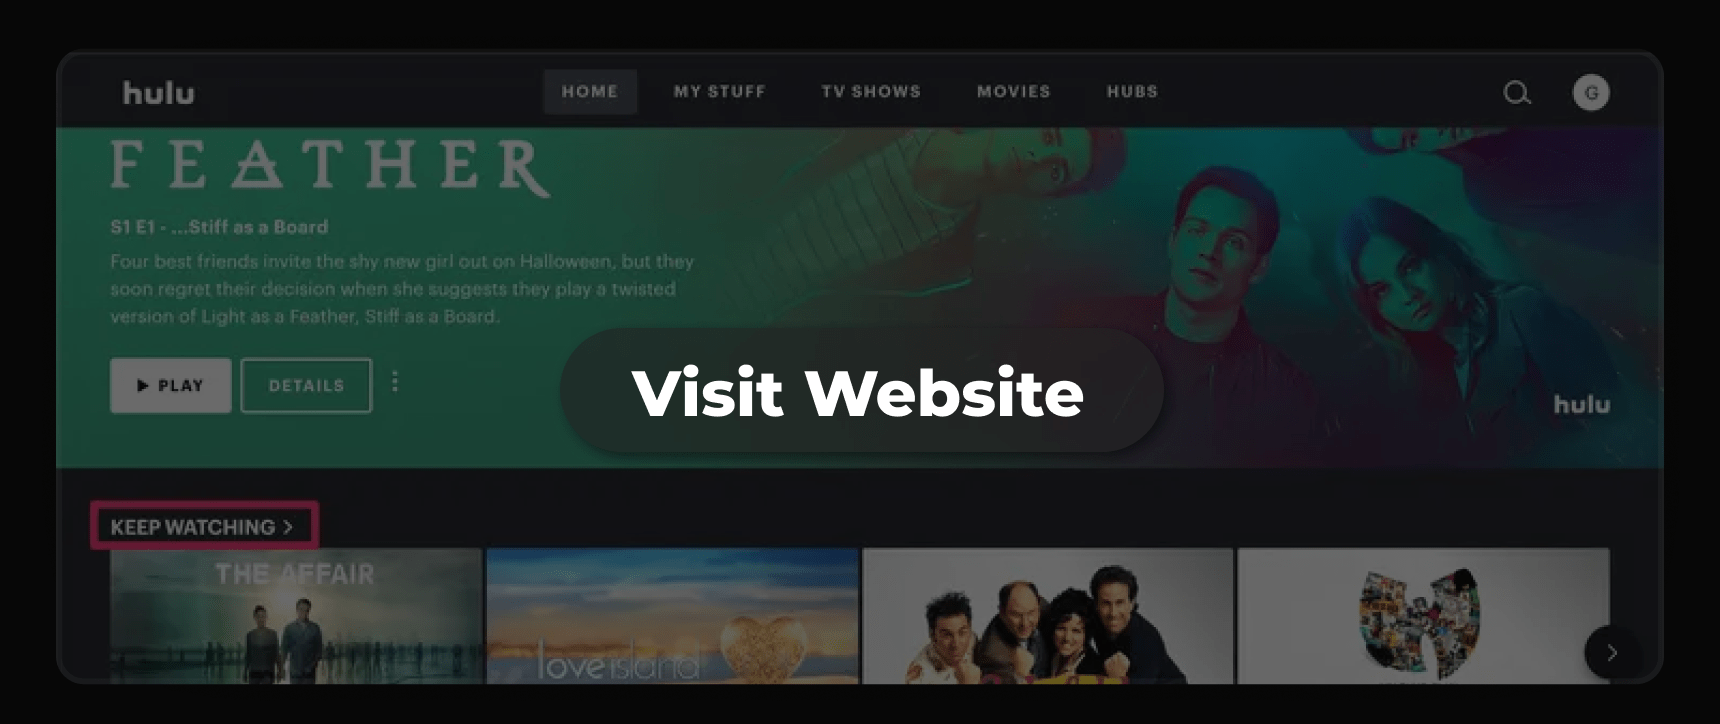 hulu
HOME MY STUFF TV SHOWS MOVIES HUBS
G
FEATHER
S1 E1 - ...Stiff as a Board
Four best friends invite the shy new girl out on Halloween, but they
soon regret their decision when she suggests they play a twisted
version of Light as a Feather, Stiff as a Board.
PLAY DETAILS
Visit Website
hulu
KEEP WATCHING >
THE AFFAIR
love island